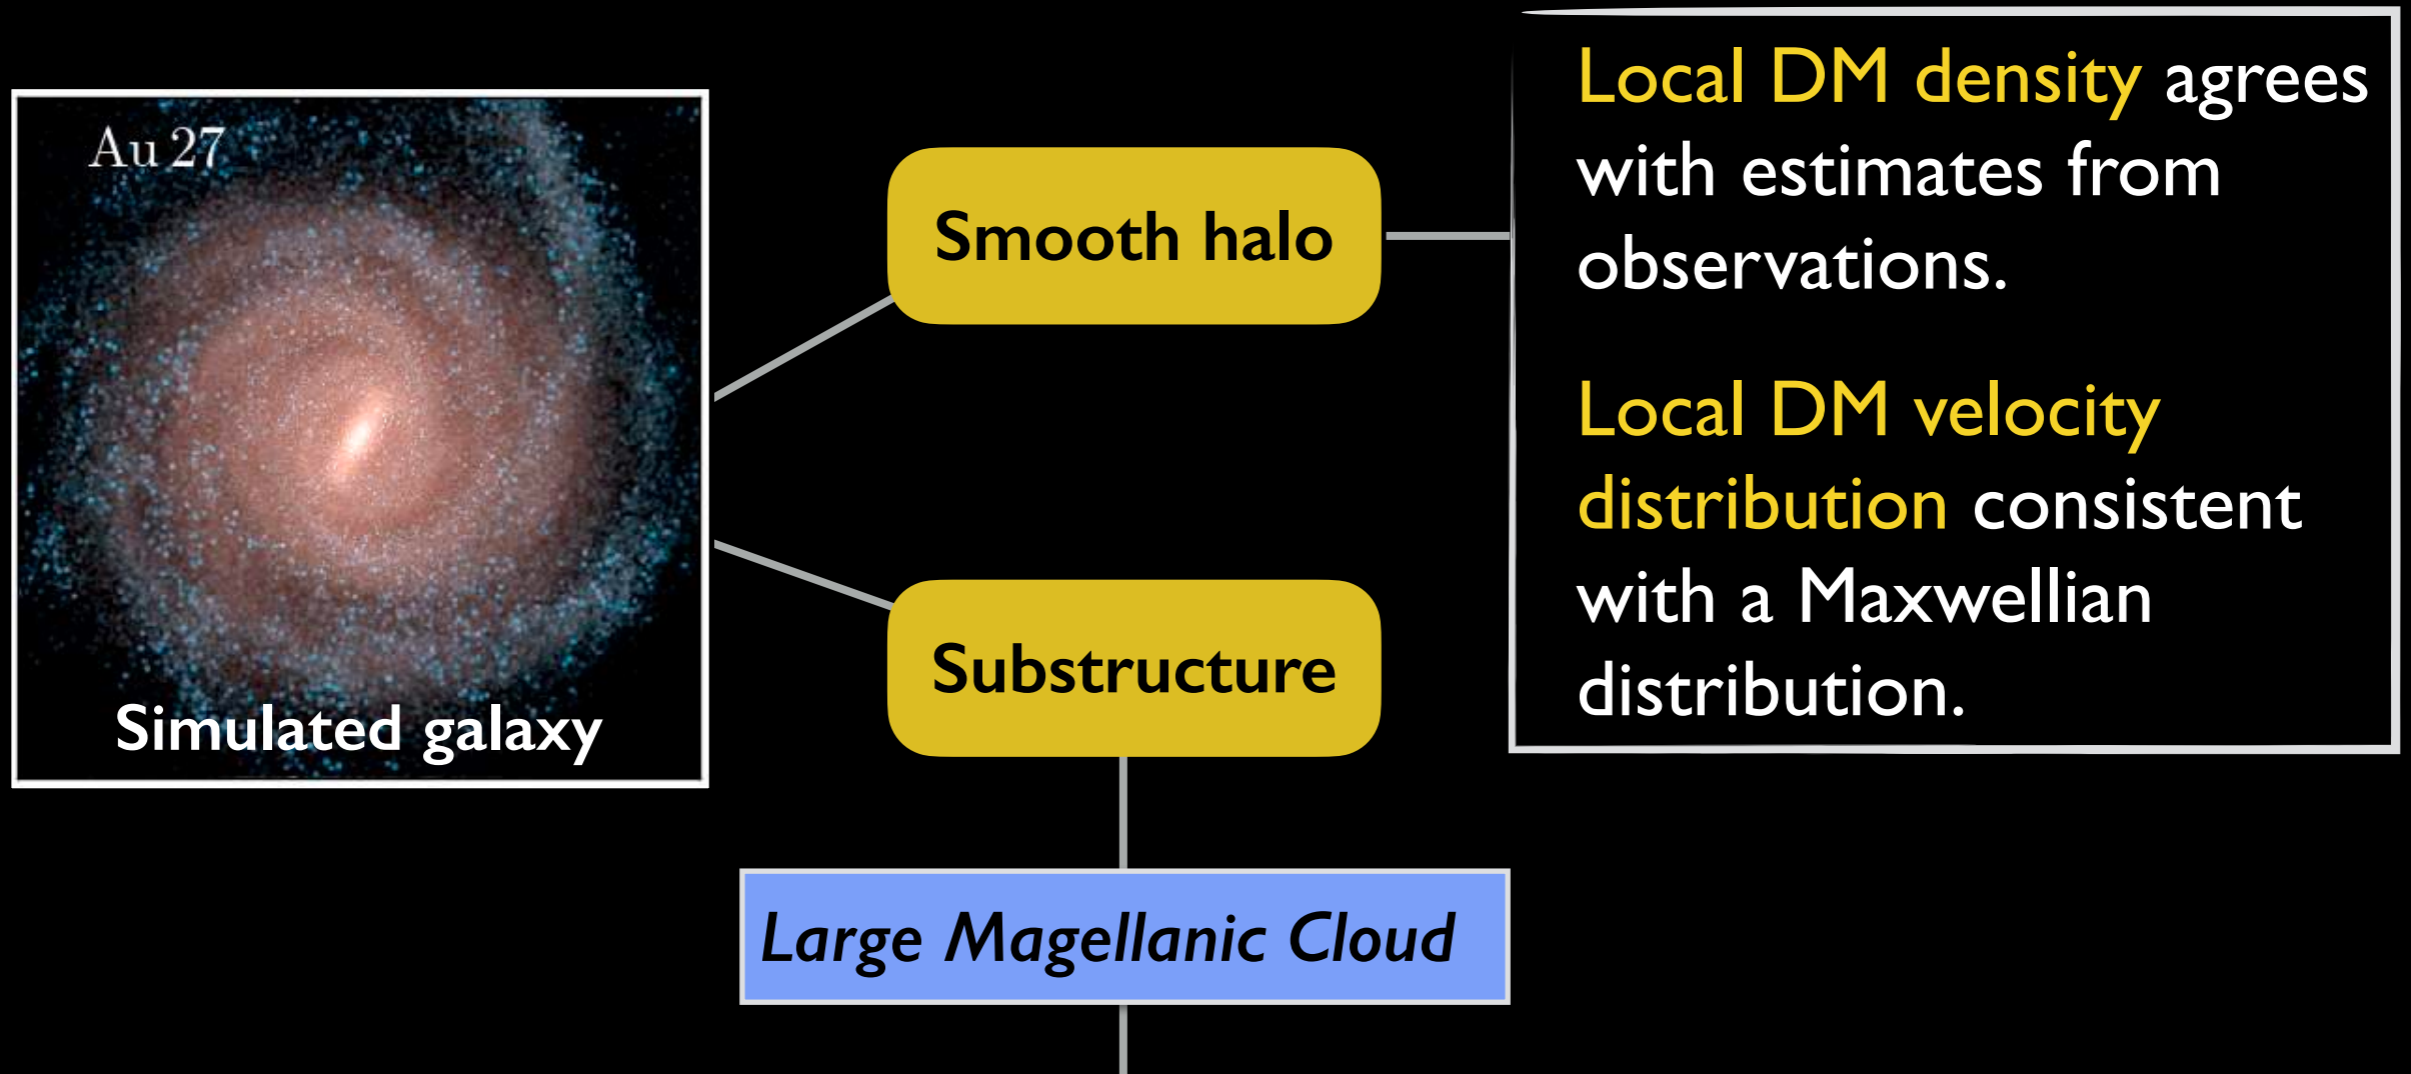 Au 27
Simulated galaxy
Smooth halo
Substructure
Large Magellanic Cloud
Local DM density agrees
with estimates from
observations.
Local DM velocity
distribution consistent
with a Maxwellian
distribution.